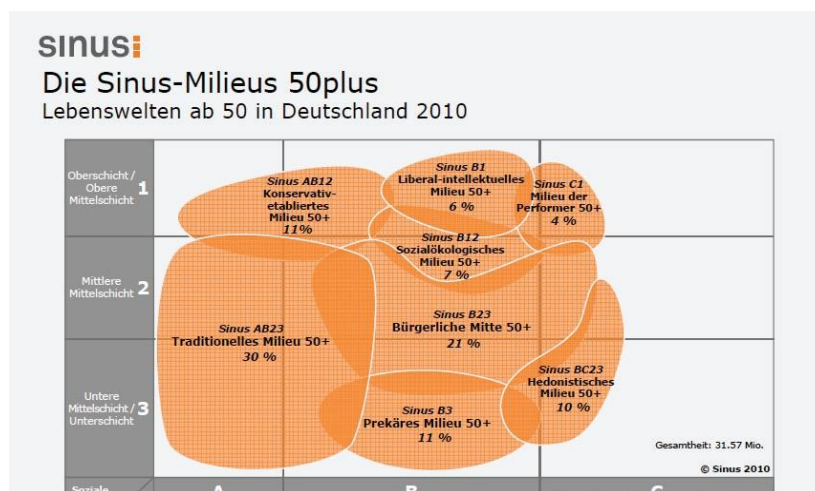 sinus
Die Sinus-Milieus 50plus
Lebenswelten ab 50 in Deutschland 2010
Oberschicht /
Obere
Mittelschicht 1
Sinus AB12
Konservativ-
etabliertes
Milieu 50+
11%
Sinus B1
Liberal-intellektuelles
Milieu 50+
6 %
Sinus C1
Milieu der
Performer 50+
4 %
Sinus B12
Sozialökologisches
Milieu 50+
7 %
Mittlere
Mittelschicht 2
Sinus AB23
Traditionelles Milieu 50+
30 %
Sinus B23
Bürgerliche Mitte 50+
21 %
Untere
Mittelschicht / 3
Unterschicht
Sinus B3
Prekäres Milieu 50+
11 %
Sinus BC23
Hedonistisches
Milieu 50+
10 %
Gesamtheit: 31.57 Mio.
© Sinus 2010
Soziale
A
B
C